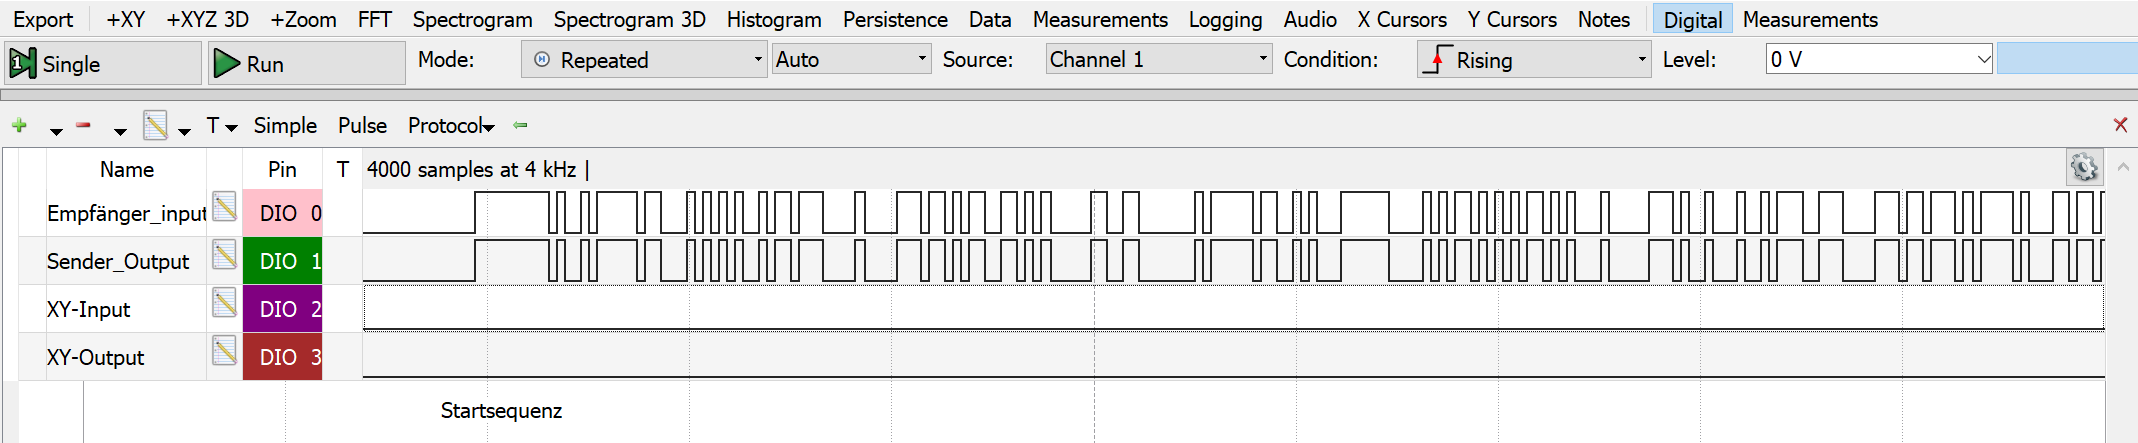 Export +XY +XYZ 3D +Zoom FFT Spectrogram Spectrogram 3D Histogram Persistence Data Measurements Logging Audio X Cursors Y Cursors Notes Digital Measurements
1 Single Run Mode: Repeated Auto Source: Channel 1 Condition: Rising Level: 0 V
T Simple Pulse Protocol
Name Pin T 4000 samples at 4 kHz |
Empfänger_input DIO 0
Sender_Output DIO 1
XY-Input DIO 2
XY-Output DIO 3
Startsequenz